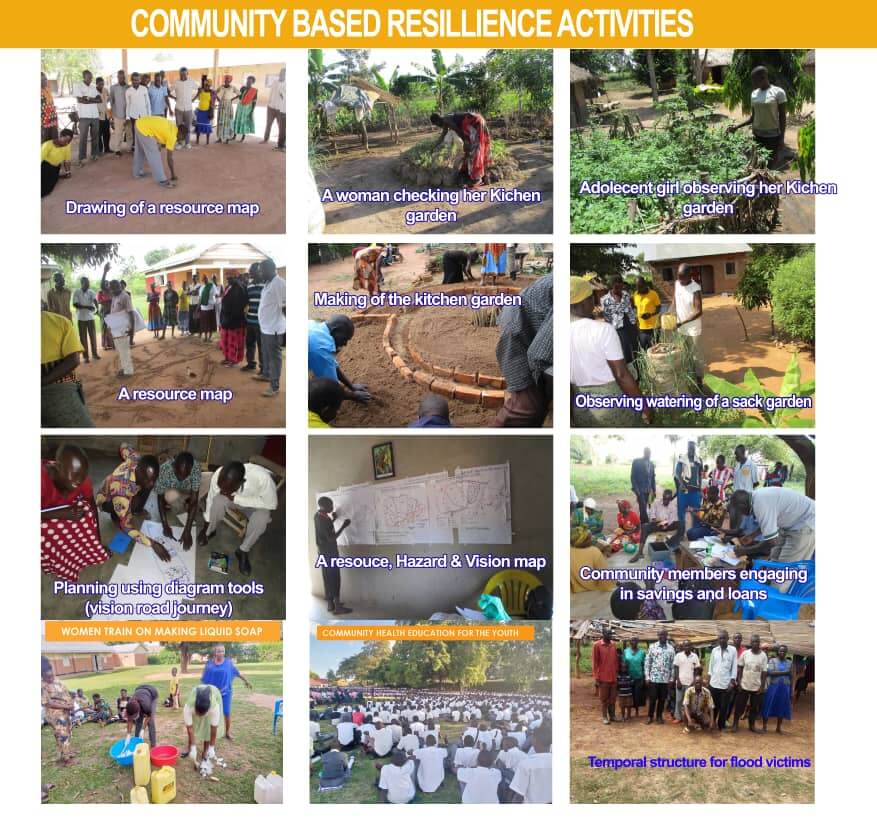 COMMUNITY BASED RESILLIENCE ACTIVITIES
Drawing of a resource map
A woman checking her Kichen
garden
Adolecent girl observing her Kichen
garden
A resource map
Making of the kitchen garden
Observing watering of a sack garden
Planning using diagram tools
(vision road journey)
A resouce, Hazard & Vision map
Community members engaging
in savings and loans
WOMEN TRAIN ON MAKING LIQUID SOAP
COMMUNITY HEALTH EDUCATION FOR THE YOUTH
Temporal structure for flood victims